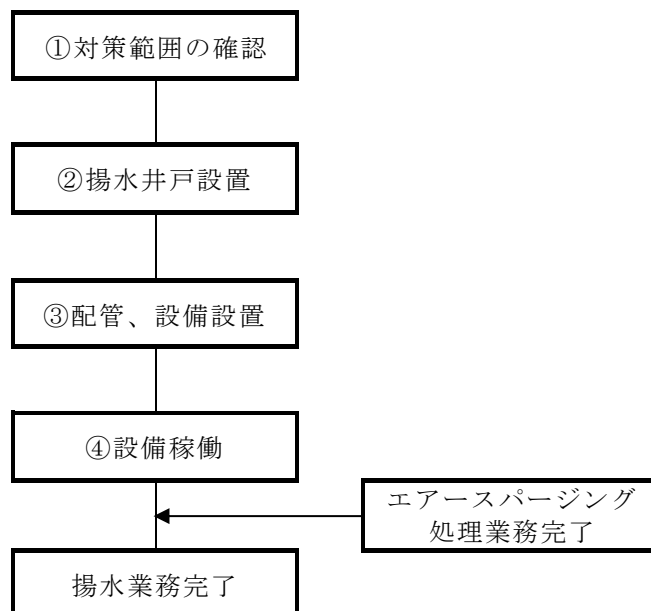 ①対策範囲の確認
②揚水井戸設置
③配管、設備設置
④設備稼働
エアースパージング
処理業務完了
揚水業務完了